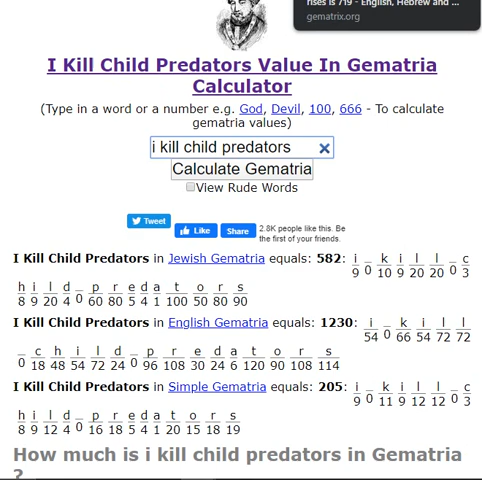 rises is 719 - English, Hebrew and ...
gematrix.org
I Kill Child Predators Value In Gematria
Calculator
(Type in a word or a number e.g. God, Devil, 100, 666 - To calculate
gematria values)
i kill child predators ×
Calculate Gematria
View Rude Words
Tweet Like Share 2.8K people like this. Be
the first of your friends.
I Kill Child Predators in Jewish Gematria equals: 582: i _ k i l l _ c
9 0 10 9 20 20 0 3
h i l d _ p r e d a t o r s
8 9 20 4 0 60 80 5 4 1 100 50 80 90
I Kill Child Predators in English Gematria equals: 1230: i _ k i l l
54 0 66 54 72 72
_ c h i l d _ p r e d a t o r s
0 18 48 54 72 24 0 96 108 30 24 6 120 90 108 114
I Kill Child Predators in Simple Gematria equals: 205: i _ k i l l _ c
9 0 11 9 12 12 0 3
h i l d _ p r e d a t o r s
8 9 12 4 0 16 18 5 4 1 20 15 18 19
How much is i kill child predators in Gematria
?